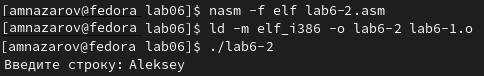 [amnazarov@fedora lab06]$ nasm -f elf lab6-2.asm
[amnazarov@fedora lab06]$ ld -m elf_i386 -o lab6-2 lab6-1.o
[amnazarov@fedora lab06]$ ./lab6-2
Введите строку: Aleksey